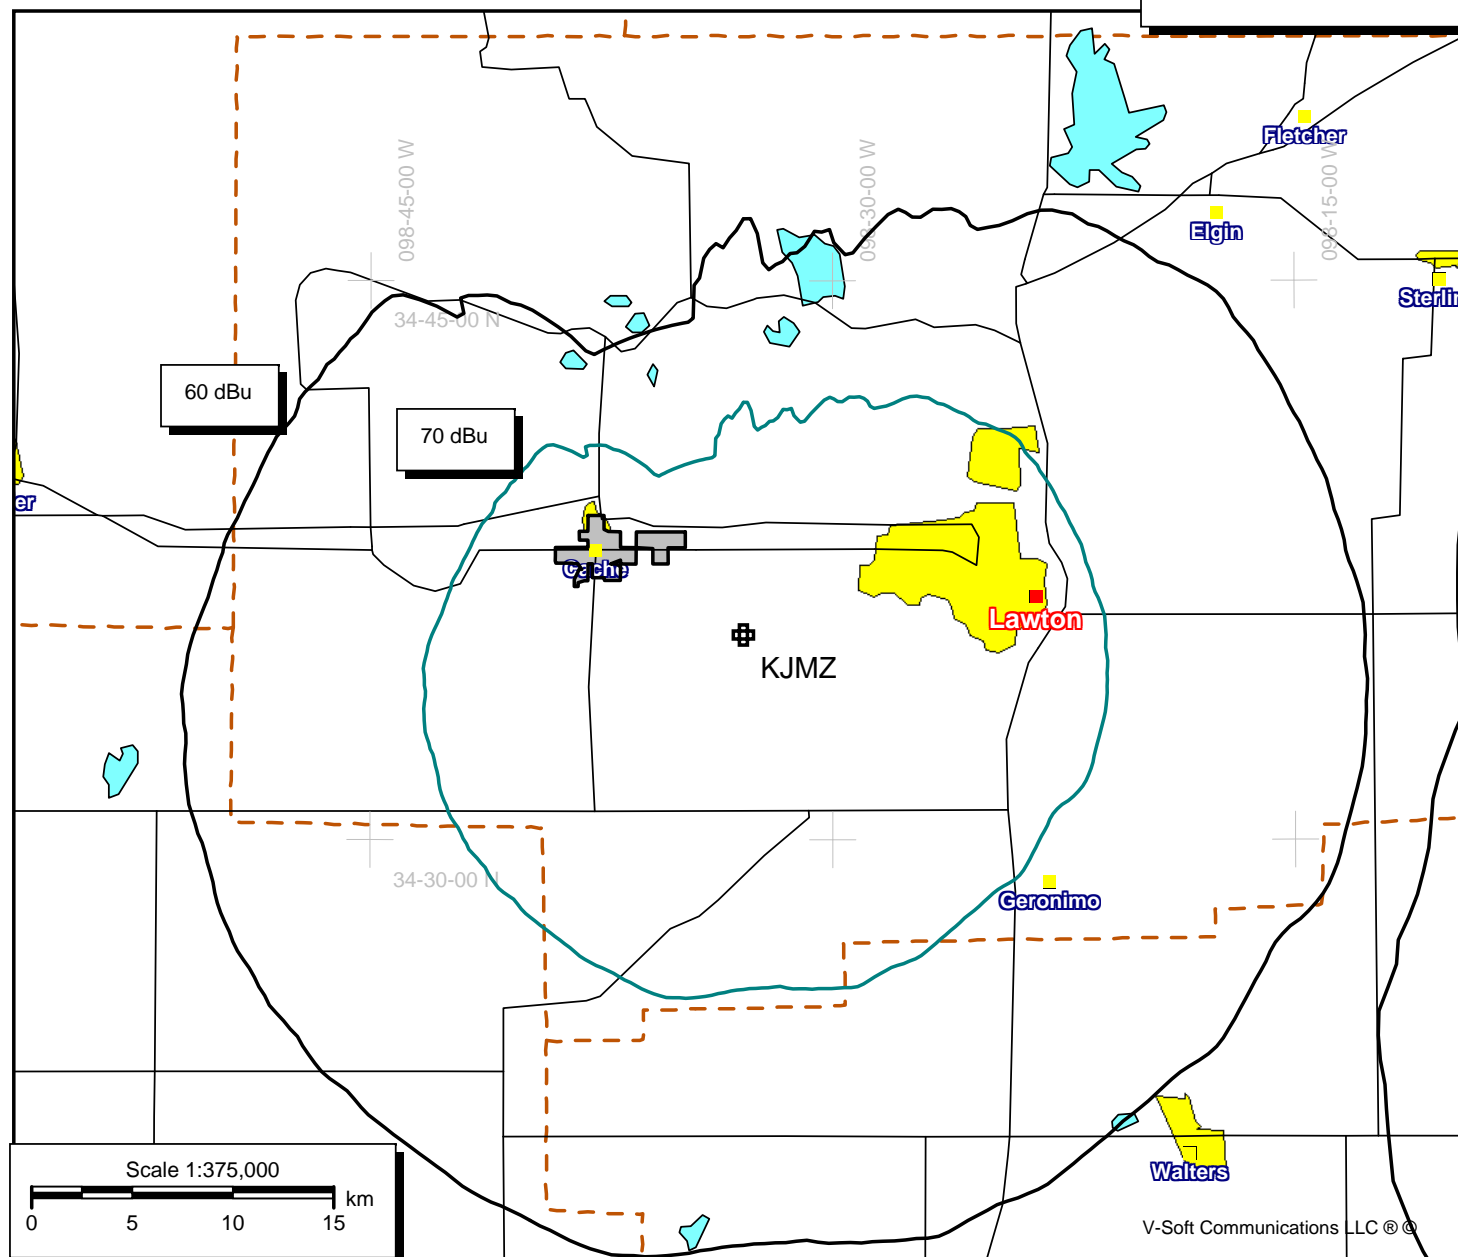 Fletcher
098-45-00 W
098-30-00 W
098-15-00 W
Elgin
Sterlin
34-45-00 N
60 dBu
70 dBu
er
Cache
Lawton
KJMZ
34-30-00 N
Geronimo
Scale 1:375,000
km
0 5 10 15
Walters
V-Soft Communications LLC ® ©